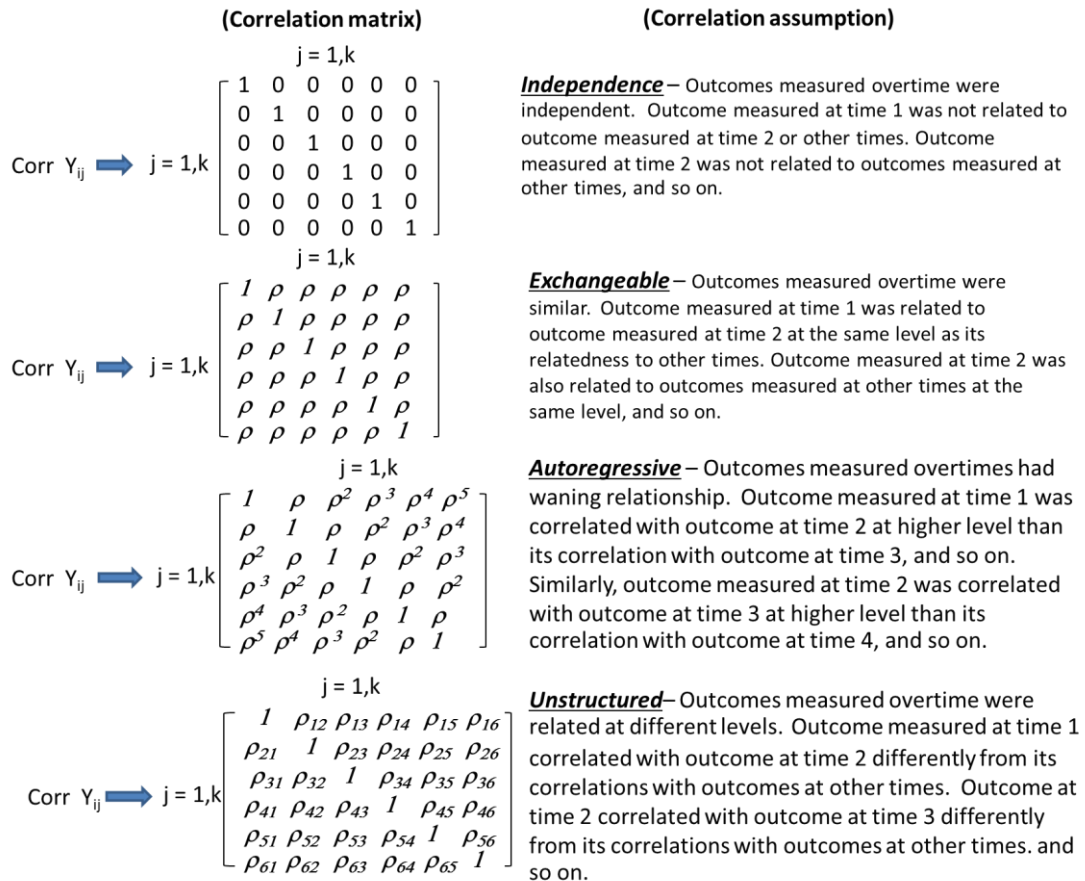 (Correlation matrix)
(Correlation assumption)
j = 1,k
Corr Yij j = 1,k
1 0 0 0 0 0
0 1 0 0 0 0
0 0 1 0 0 0
0 0 0 1 0 0
0 0 0 0 1 0
0 0 0 0 0 1
Independence – Outcomes measured overtime were
independent. Outcome measured at time 1 was not related to
outcome measured at time 2 or other times. Outcome
measured at time 2 was not related to outcomes measured at
other times, and so on.
j = 1,k
Corr Yij j = 1,k
1 ρ ρ ρ ρ ρ
ρ 1 ρ ρ ρ ρ
ρ ρ 1 ρ ρ ρ
ρ ρ ρ 1 ρ ρ
ρ ρ ρ ρ 1 ρ
ρ ρ ρ ρ ρ 1
Exchangeable – Outcomes measured overtime were
similar. Outcome measured at time 1 was related to
outcome measured at time 2 at the same level as its
relatedness to other times. Outcome measured at time 2 was
also related to outcomes measured at other times at the
same level, and so on.
j = 1,k
Corr Yij j = 1,k
1 ρ ρ² ρ³ ρ⁴ ρ⁵
ρ 1 ρ ρ² ρ³ ρ⁴
ρ² ρ 1 ρ ρ² ρ³
ρ³ ρ² ρ 1 ρ ρ²
ρ⁴ ρ³ ρ² ρ 1 ρ
ρ⁵ ρ⁴ ρ³ ρ² ρ 1
Autoregressive – Outcomes measured overtimes had
waning relationship. Outcome measured at time 1 was
correlated with outcome at time 2 at higher level than
its correlation with outcome at time 3, and so on.
Similarly, outcome measured at time 2 was correlated
with outcome at time 3 at higher level than its
correlation with outcome at time 4, and so on.
j = 1,k
Corr Yij j = 1,k
1 ρ12 ρ13 ρ14 ρ15 ρ16
ρ21 1 ρ23 ρ24 ρ25 ρ26
ρ31 ρ32 1 ρ34 ρ35 ρ36
ρ41 ρ42 ρ43 1 ρ45 ρ46
ρ51 ρ52 ρ53 ρ54 1 ρ56
ρ61 ρ62 ρ63 ρ64 ρ65 1
Unstructured– Outcomes measured overtime were
related at different levels. Outcome measured at time 1
correlated with outcome at time 2 differently from its
correlations with outcomes at other times. Outcome at
time 2 correlated with outcome at time 3 differently
from its correlations with outcomes at other times. and
so on.